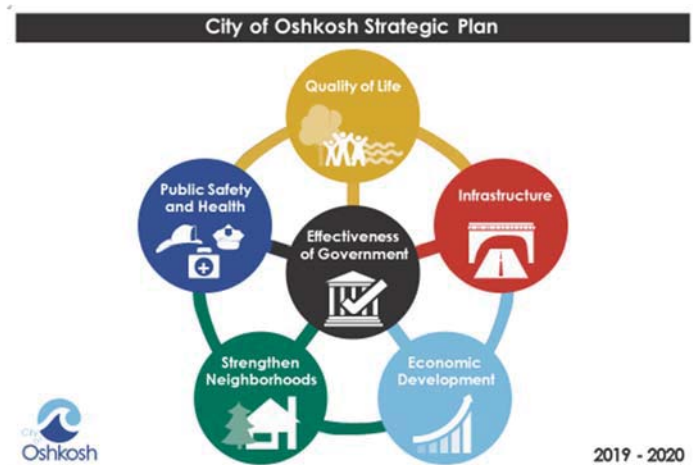 City of Oshkosh Strategic Plan
Quality of Life
Public Safety
and Health
Infrastructure
Effectiveness
of Government
Strengthen
Neighborhoods
Economic
Development
City
Oshkosh
2019 - 2020